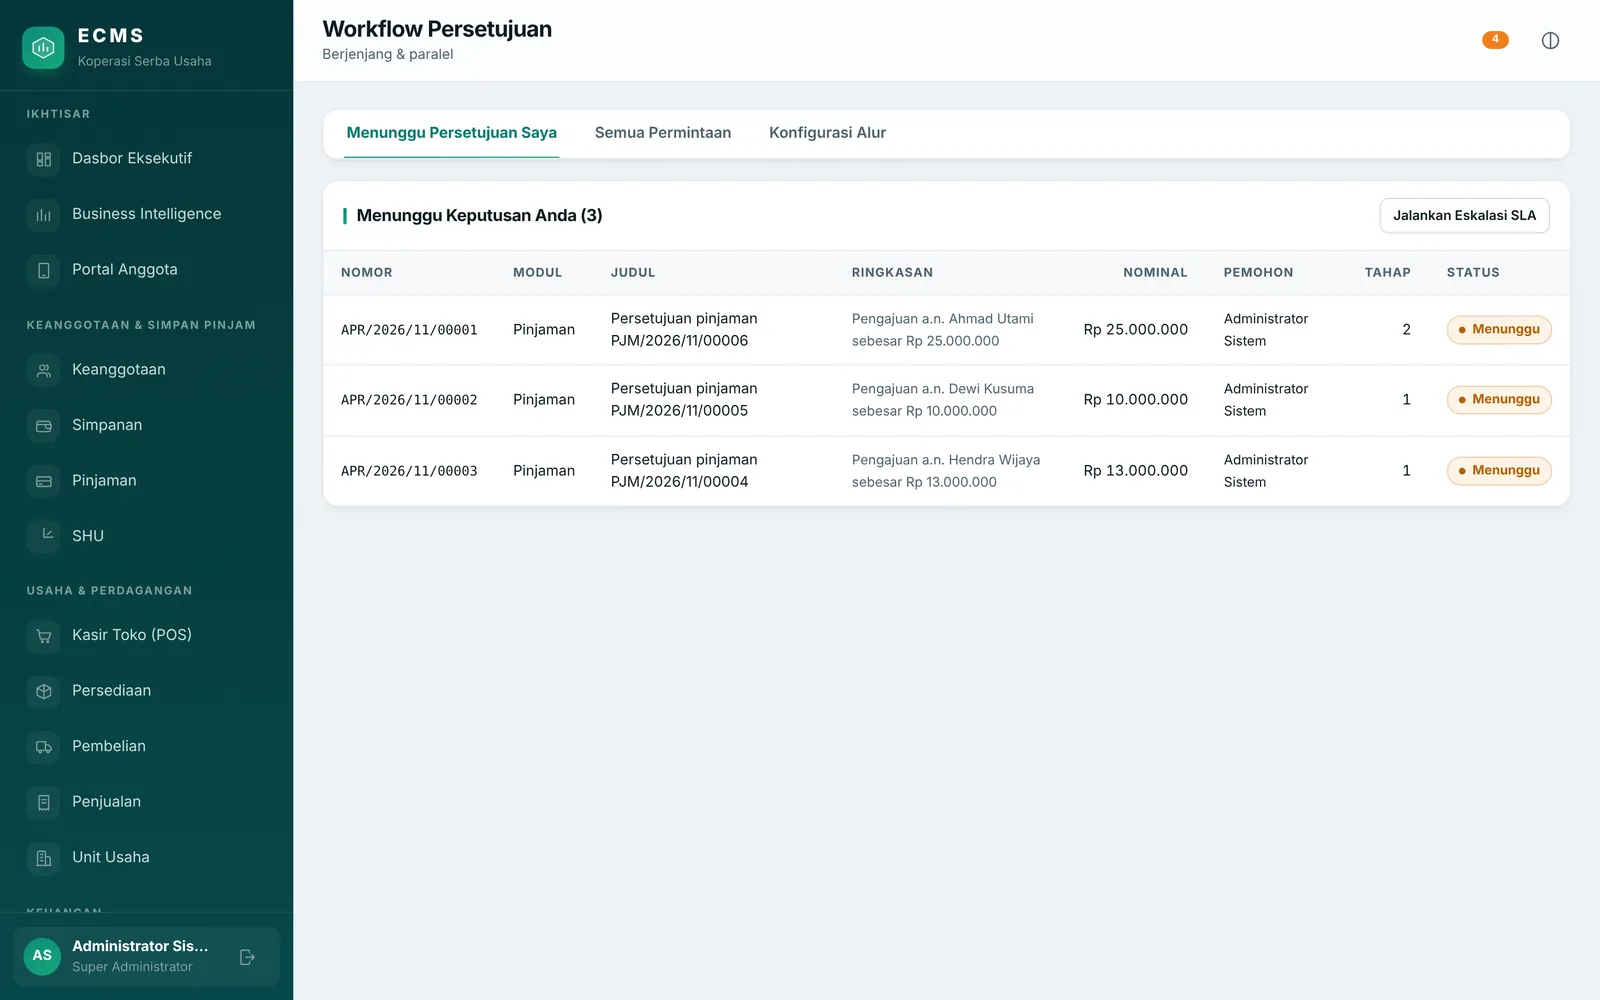 ECMS
Koperasi Serba Usaha
IKHTISAR
Dasbor Eksekutif
Business Intelligence
Portal Anggota
KEANGGOTAAN & SIMPAN PINJAM
Keanggotaan
Simpanan
Pinjaman
SHU
USAHA & PERDAGANGAN
Kasir Toko (POS)
Persediaan
Pembelian
Penjualan
Unit Usaha
KEUANGAN
AS
Administrator Sis...
Super Administrator
Workflow Persetujuan
Berjenjang & paralel
4
Menunggu Persetujuan Saya Semua Permintaan Konfigurasi Alur
Menunggu Keputusan Anda (3)
Jalankan Eskalasi SLA
NOMOR MODUL JUDUL RINGKASAN NOMINAL PEMOHON TAHAP STATUS
APR/2026/11/00001 Pinjaman Persetujuan pinjaman PJM/2026/11/00006 Pengajuan a.n. Ahmad Utami sebesar Rp 25.000.000 Rp 25.000.000 Administrator Sistem 2 Menunggu
APR/2026/11/00002 Pinjaman Persetujuan pinjaman PJM/2026/11/00005 Pengajuan a.n. Dewi Kusuma sebesar Rp 10.000.000 Rp 10.000.000 Administrator Sistem 1 Menunggu
APR/2026/11/00003 Pinjaman Persetujuan pinjaman PJM/2026/11/00004 Pengajuan a.n. Hendra Wijaya sebesar Rp 13.000.000 Rp 13.000.000 Administrator Sistem 1 Menunggu